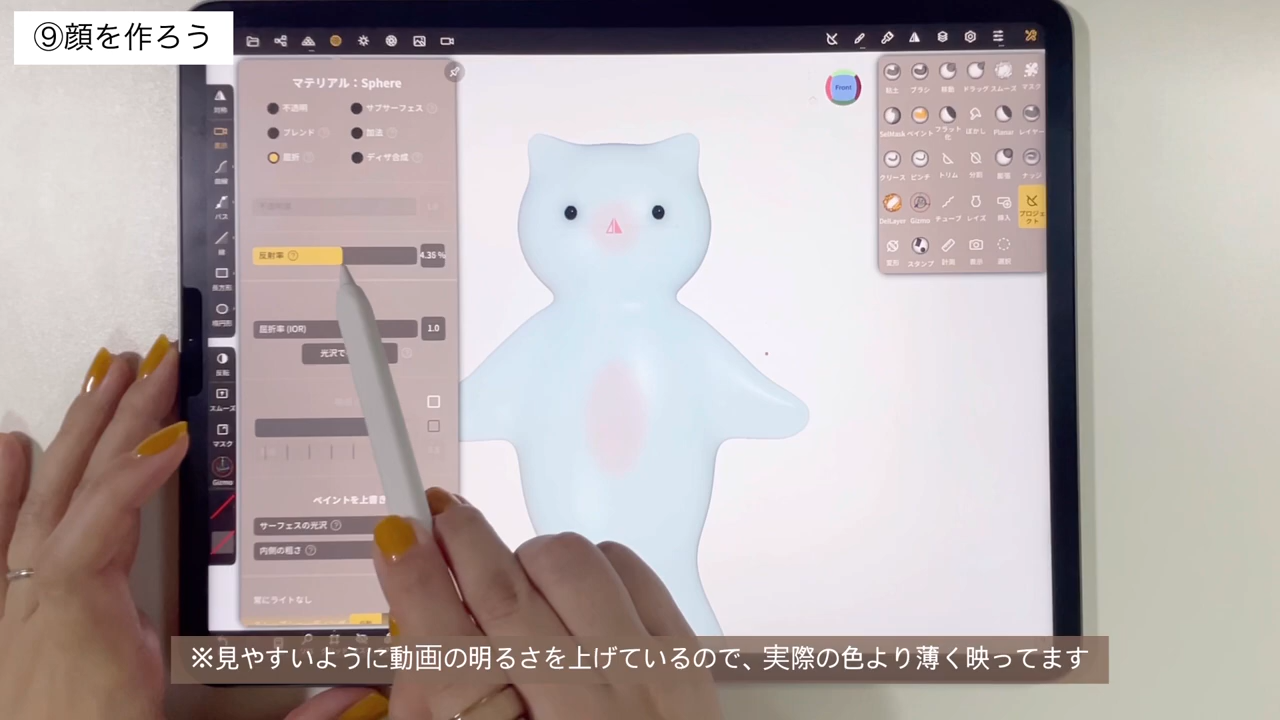 ⑨顔を作ろう
マテリアル：Sphere
不透明
サブサーフェス
ブレンド
加法
屈折
ディザ合成
反射率
4.35 %
屈折率 (IOR)
1.0
ペイントを上書き
サーフェスの光沢
内側の粗さ
常にライトなし
対称
パス
線
長方形
楕円形
反転
スムーズ
マスク
Gizmo
Front
粘土
ブラシ
移動
ドラッグ
スムーズ
マスク
SelMask
ペイント
フラット化
ぼかし
Planar
レイヤー
クリース
ピンチ
トリム
分割
膨張
ナッジ
DelLayer
Gizmo
チューブ
レイズ
挿入
プロジェクト
変形
スタンプ
計測
表示
選択
※見やすいように動画の明るさを上げているので、実際の色より薄く映ってます